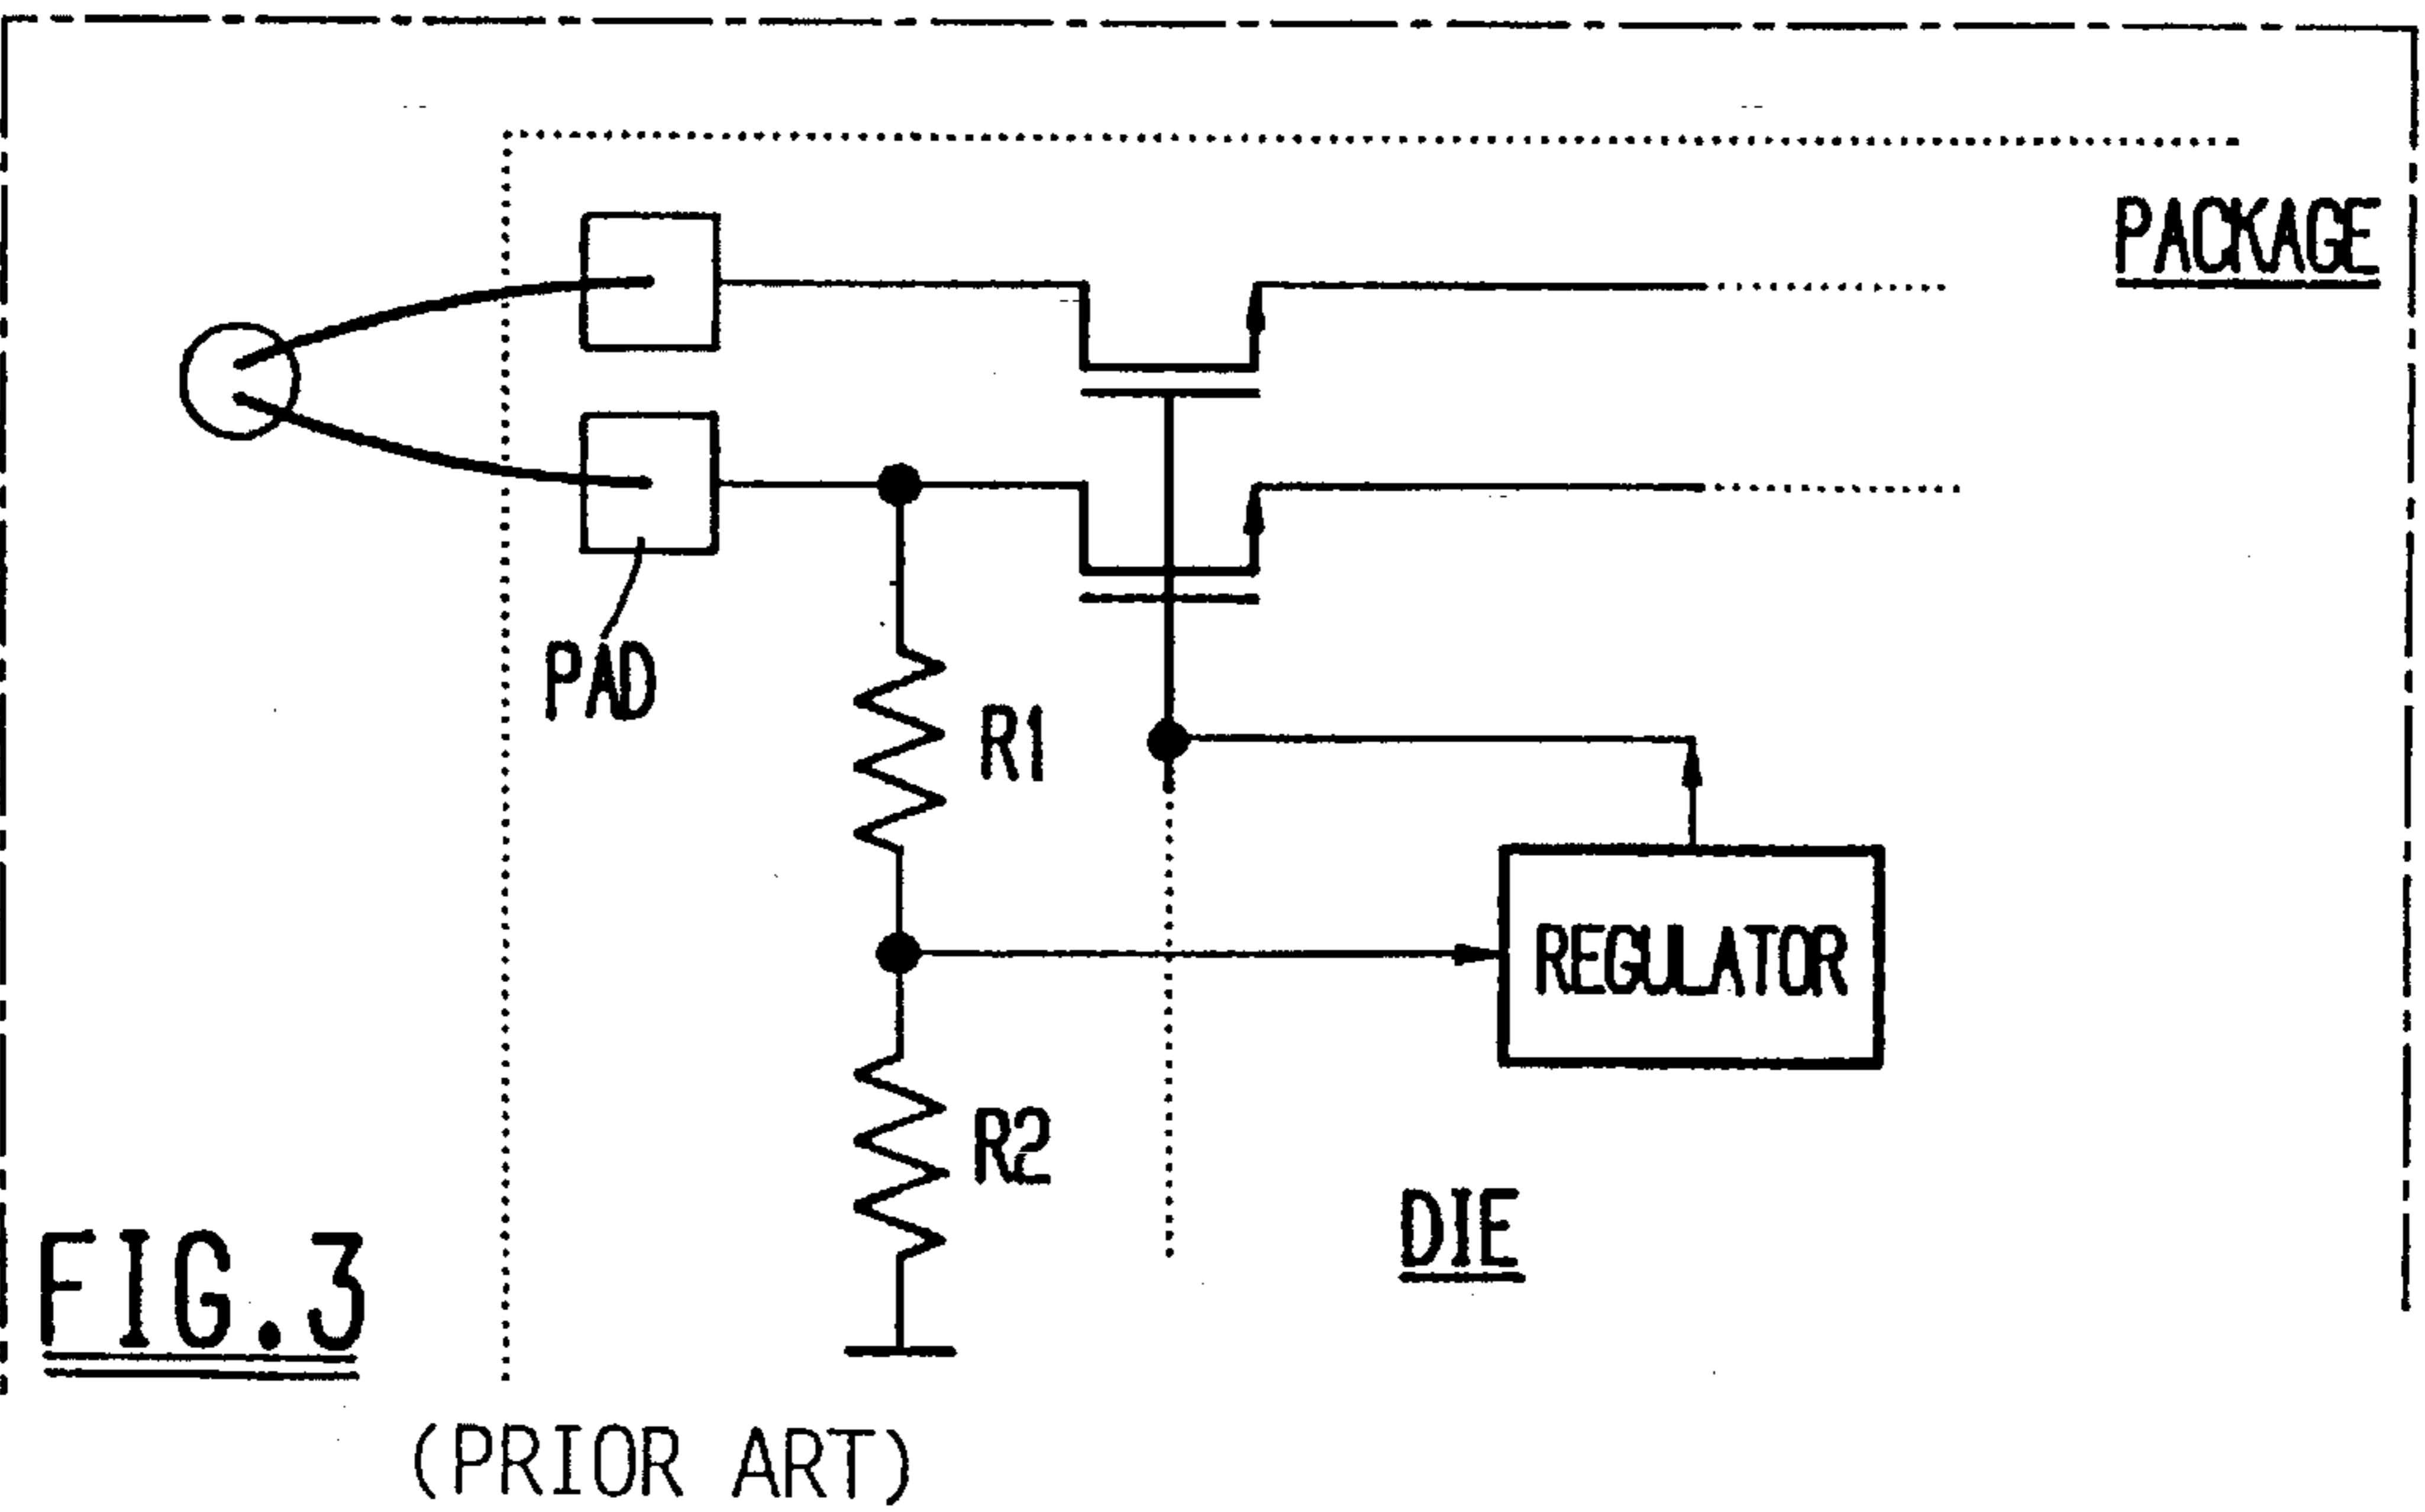 PACKAGE
PAD
R1
REGULATOR
R2
DIE
FIG.3
(PRIOR ART)